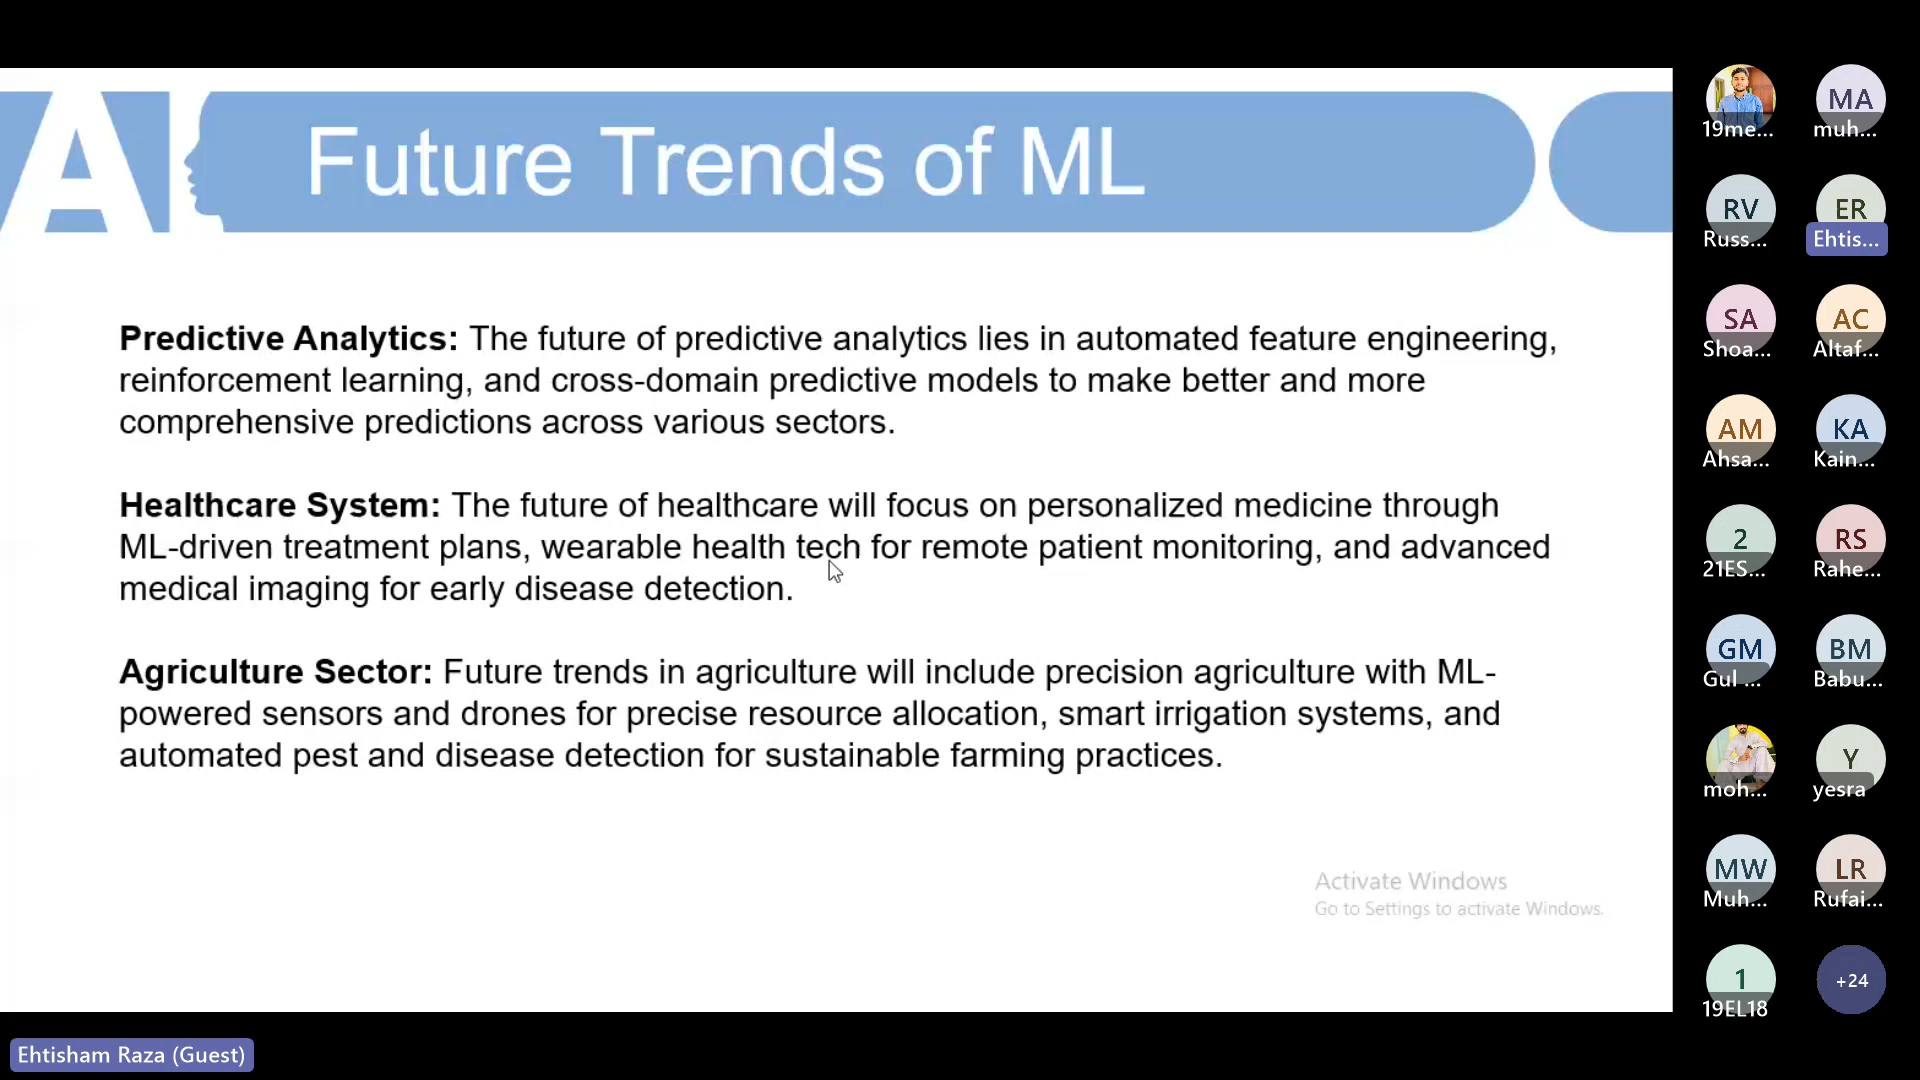 A
Future Trends of ML
Predictive Analytics: The future of predictive analytics lies in automated feature engineering,
reinforcement learning, and cross-domain predictive models to make better and more
comprehensive predictions across various sectors.
Healthcare System: The future of healthcare will focus on personalized medicine through
ML-driven treatment plans, wearable health tech for remote patient monitoring, and advanced
medical imaging for early disease detection.
Agriculture Sector: Future trends in agriculture will include precision agriculture with ML-
powered sensors and drones for precise resource allocation, smart irrigation systems, and
automated pest and disease detection for sustainable farming practices.
Activate Windows
Go to Settings to activate Windows.
Ehtisham Raza (Guest)
19me...
MA
muh...
RV
Russ...
ER
Ehtis...
SA
Shoa...
AC
Altaf...
AM
Ahsa...
KA
Kain...
2
21ES...
RS
Rahe...
GM
Gul ...
BM
Babu...
moh...
Y
yesra
MW
Muh...
LR
Rufai...
1
19EL18
+24